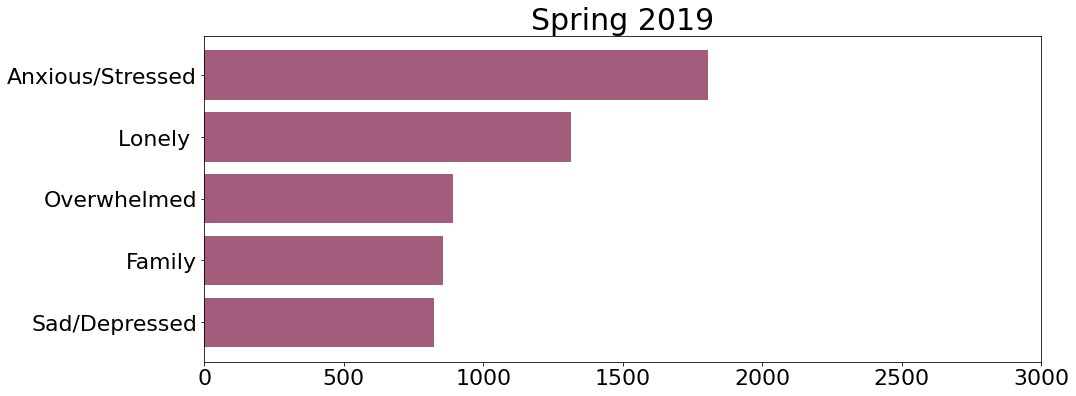 Spring 2019
Anxious/Stressed
Lonely
Overwhelmed
Family
Sad/Depressed
0 500 1000 1500 2000 2500 3000